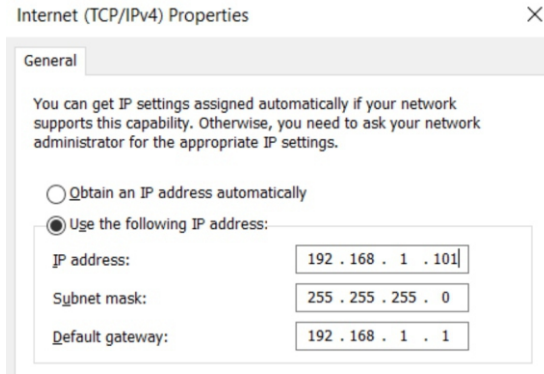 Internet (TCP/IPv4) Properties
General
You can get IP settings assigned automatically if your network
supports this capability. Otherwise, you need to ask your network
administrator for the appropriate IP settings.
Obtain an IP address automatically
Use the following IP address:
IP address: 192 . 168 . 1 . 101
Subnet mask: 255 . 255 . 255 . 0
Default gateway: 192 . 168 . 1 . 1